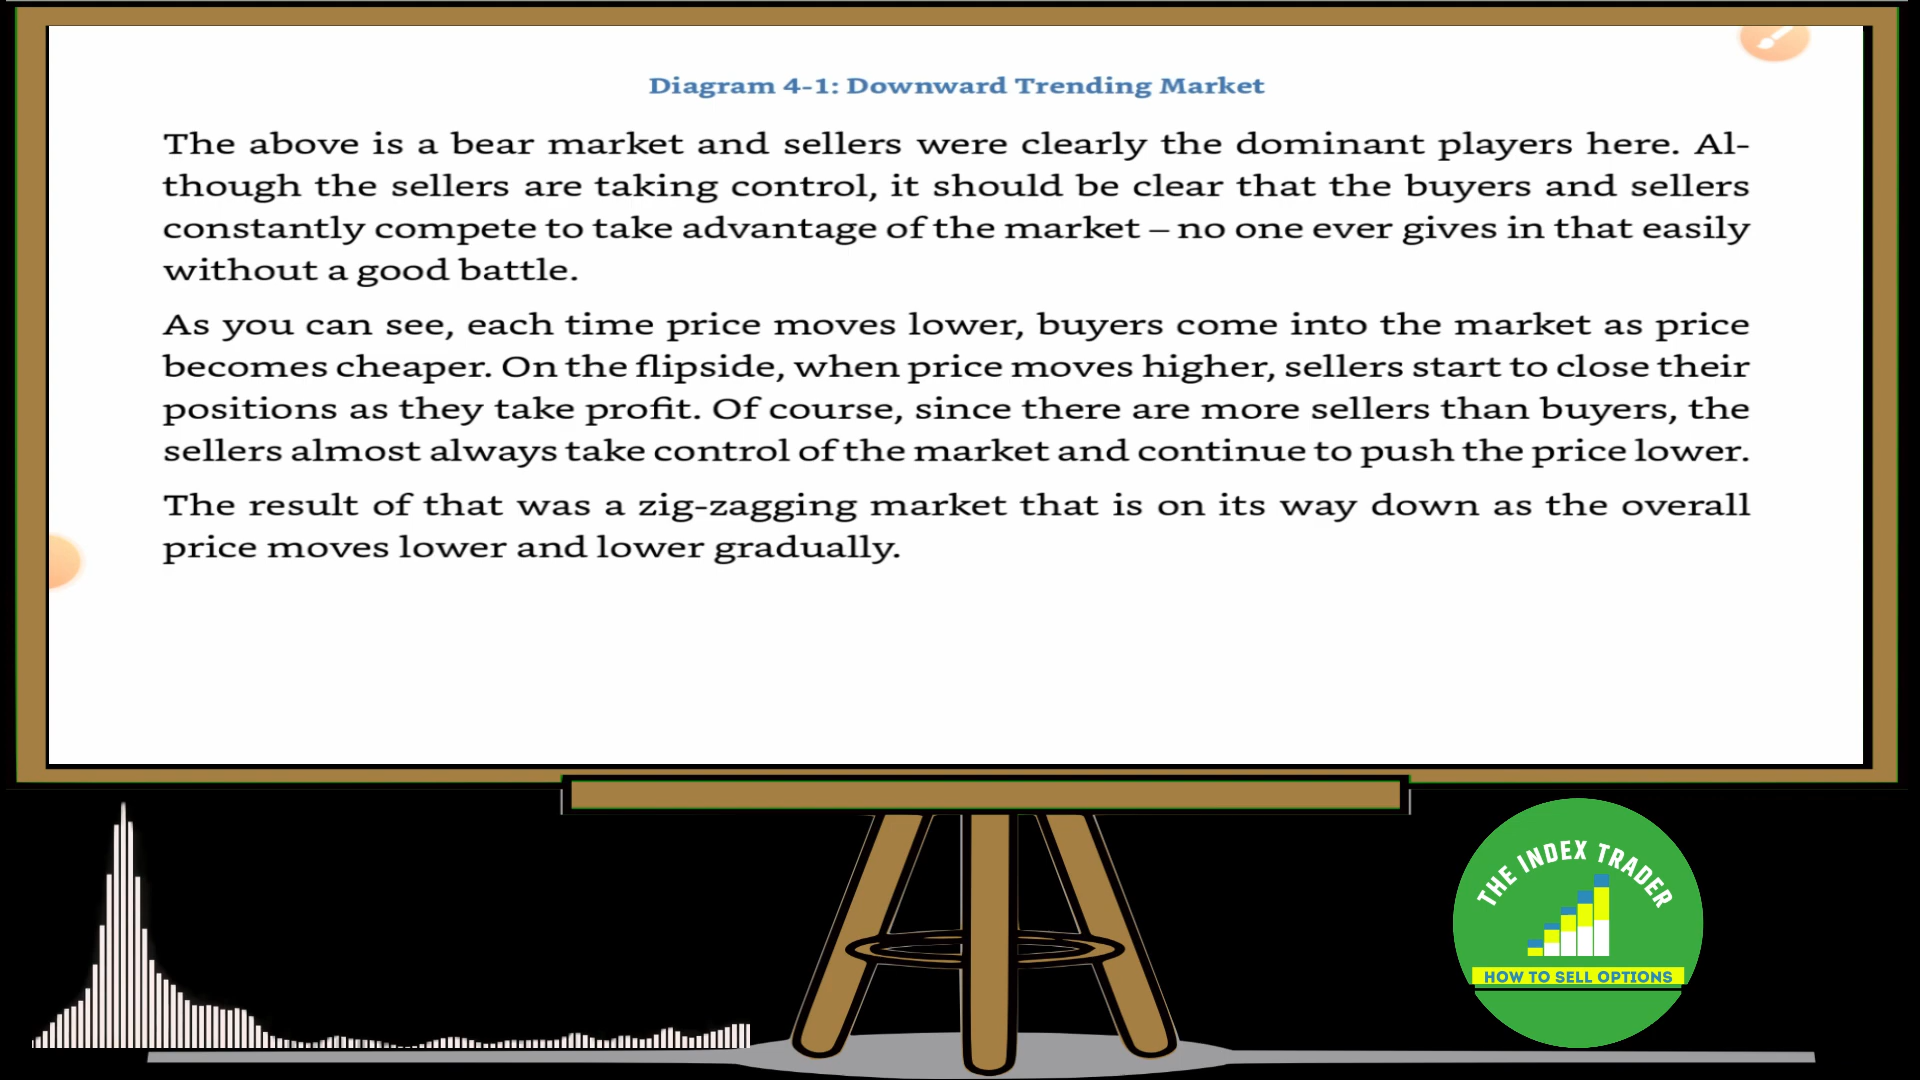 Diagram 4-1: Downward Trending Market
The above is a bear market and sellers were clearly the dominant players here. Al-
though the sellers are taking control, it should be clear that the buyers and sellers
constantly compete to take advantage of the market – no one ever gives in that easily
without a good battle.
As you can see, each time price moves lower, buyers come into the market as price
becomes cheaper. On the flipside, when price moves higher, sellers start to close their
positions as they take profit. Of course, since there are more sellers than buyers, the
sellers almost always take control of the market and continue to push the price lower.
The result of that was a zig-zagging market that is on its way down as the overall
price moves lower and lower gradually.
THE INDEX TRADER
HOW TO SELL OPTIONS